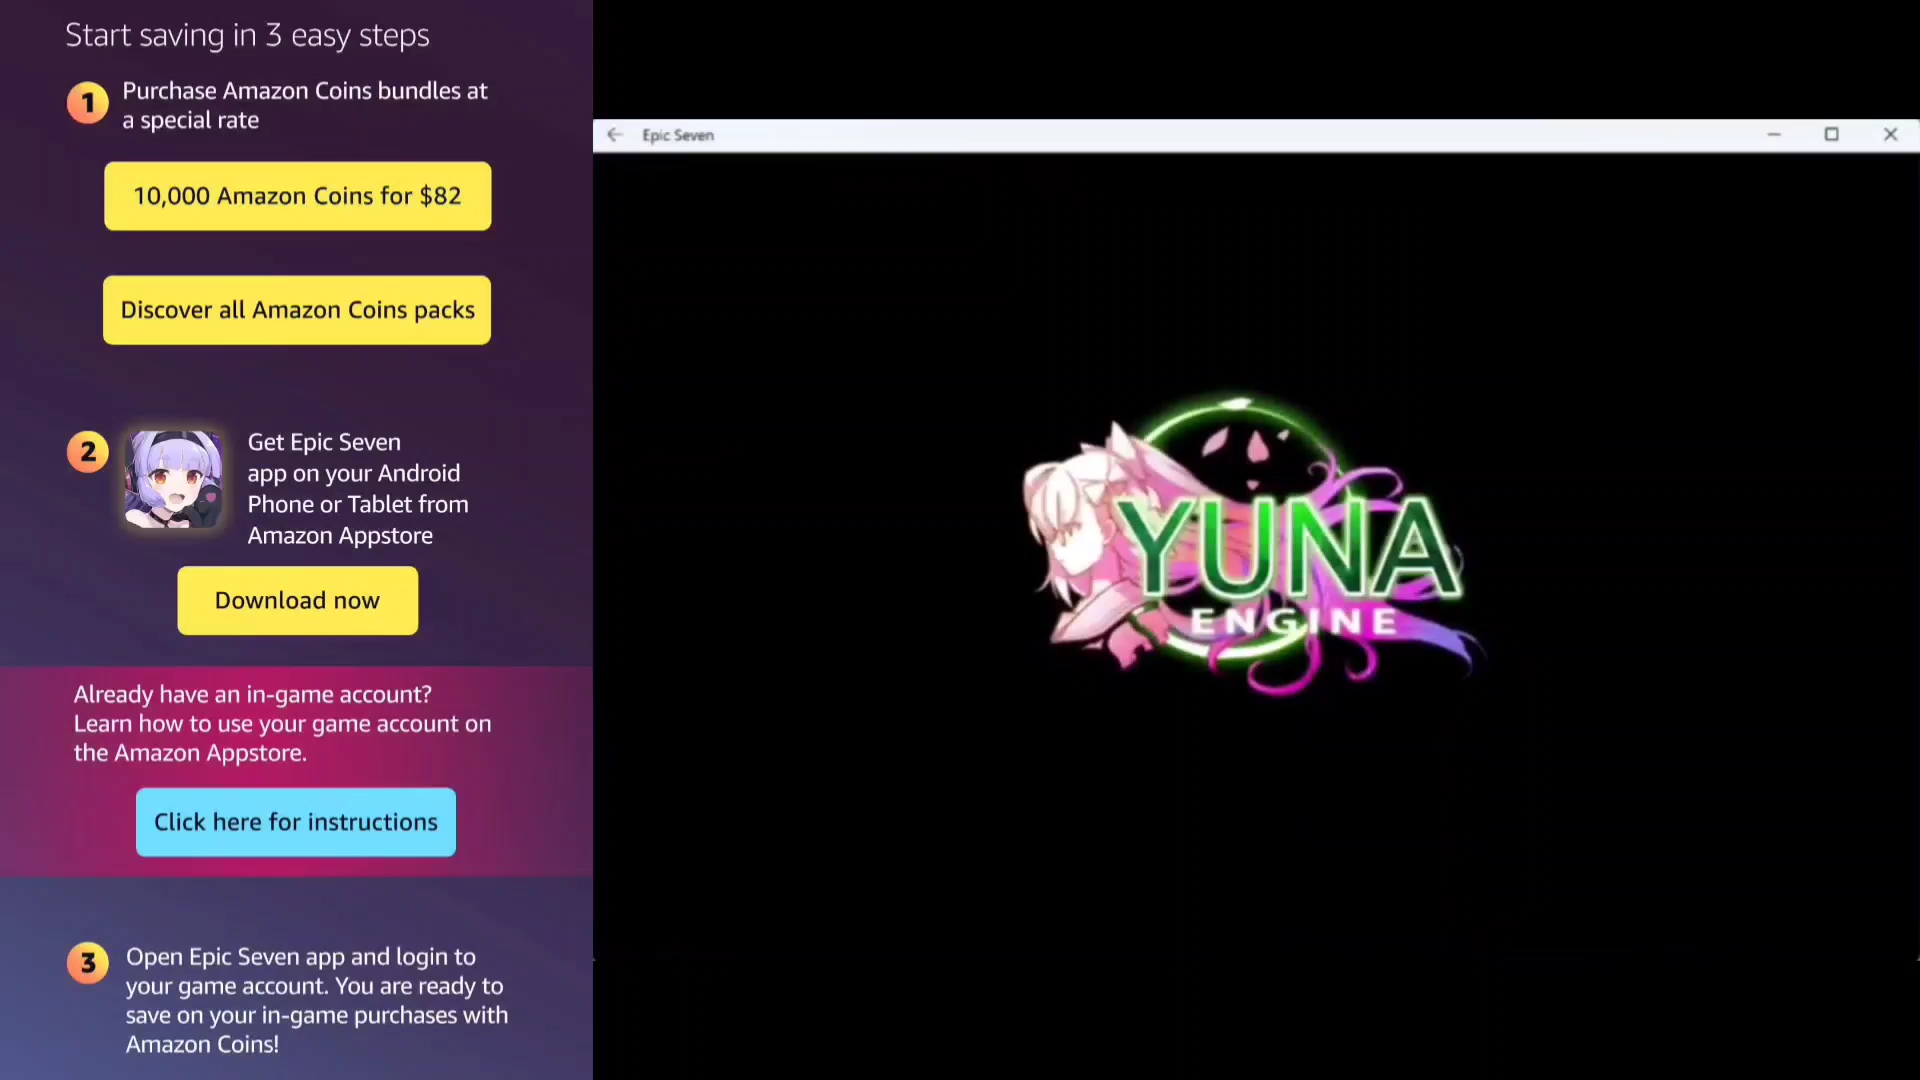 Start saving in 3 easy steps
1
Purchase Amazon Coins bundles at
a special rate
10,000 Amazon Coins for $82
Discover all Amazon Coins packs
2
Get Epic Seven
app on your Android
Phone or Tablet from
Amazon Appstore
Download now
Already have an in-game account?
Learn how to use your game account on
the Amazon Appstore.
Click here for instructions
3
Open Epic Seven app and login to
your game account. You are ready to
save on your in-game purchases with
Amazon Coins!
Epic Seven
YUNA
ENGINE